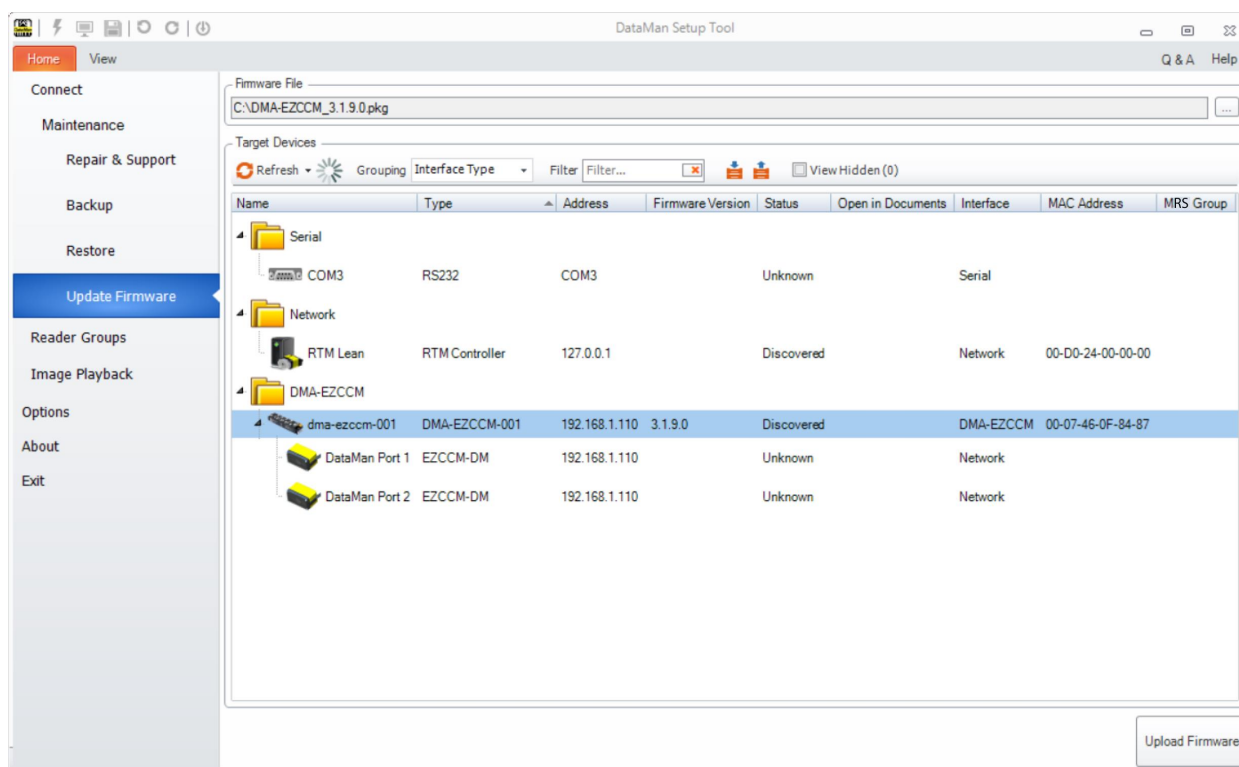 DataMan Setup Tool
Home View Q & A Help
Connect
Maintenance
Repair & Support
Backup
Restore
Update Firmware
Reader Groups
Image Playback
Options
About
Exit
Firmware File
C:\DMA-EZCCM_3.1.9.0.pkg ...
Target Devices
Refresh Grouping Interface Type Filter Filter... View Hidden (0)
Name Type Address Firmware Version Status Open in Documents Interface MAC Address MRS Group
Serial
COM3 RS232 COM3 Unknown Serial
Network
RTM Lean RTM Controller 127.0.0.1 Discovered Network 00-D0-24-00-00-00
DMA-EZCCM
dma-ezccm-001 DMA-EZCCM-001 192.168.1.110 3.1.9.0 Discovered DMA-EZCCM 00-07-46-0F-84-87
DataMan Port 1 EZCCM-DM 192.168.1.110 Unknown Network
DataMan Port 2 EZCCM-DM 192.168.1.110 Unknown Network
Upload Firmware